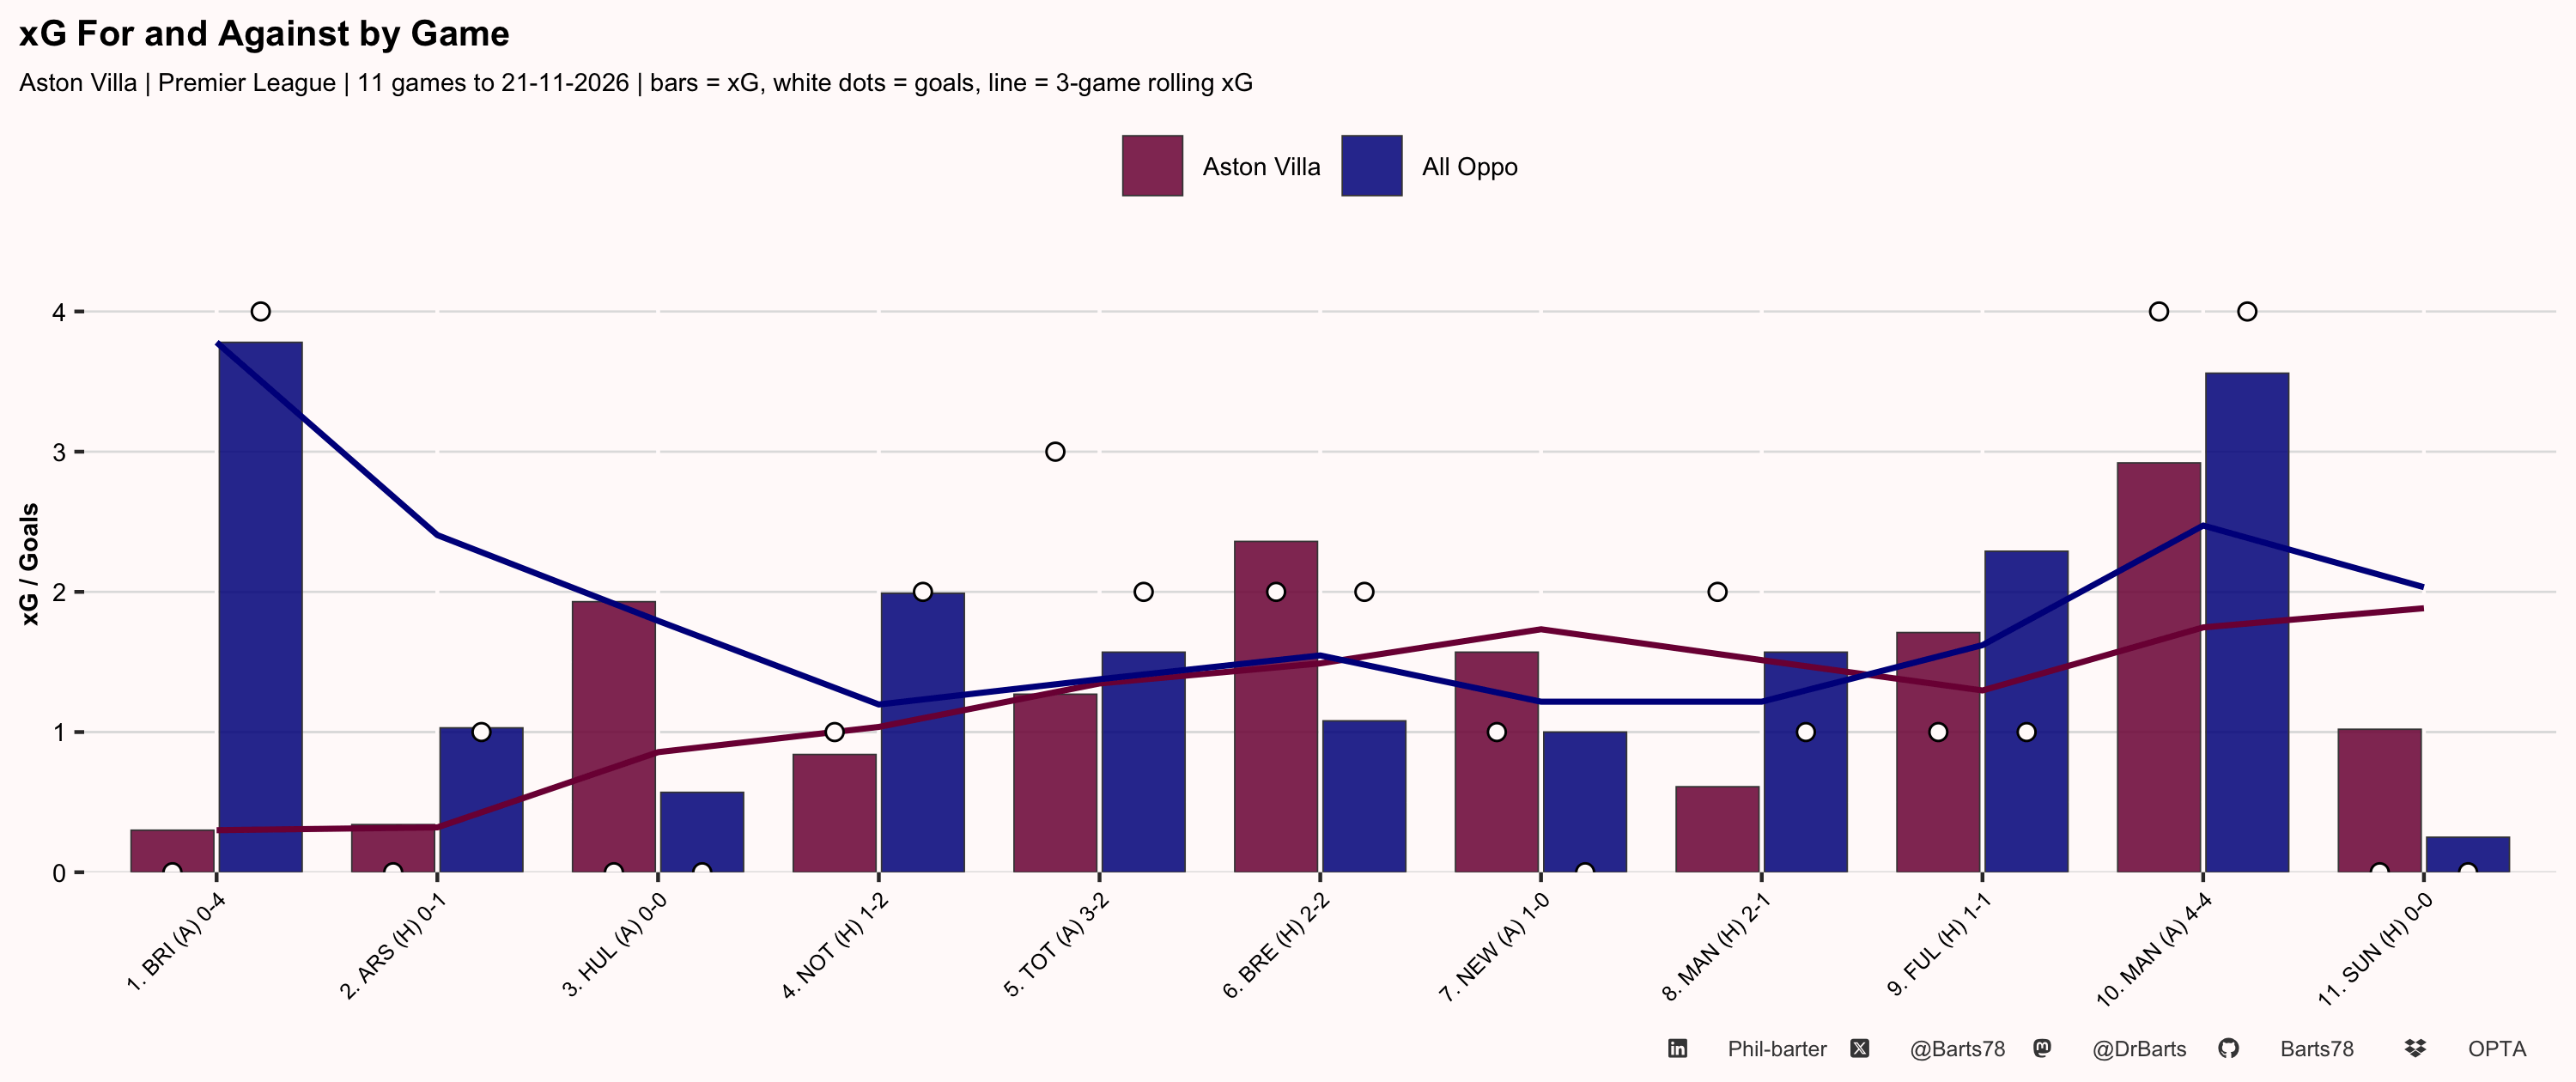 xG For and Against by Game
Aston Villa | Premier League | 11 games to 21-11-2026 | bars = xG, white dots = goals, line = 3-game rolling xG
Aston Villa
All Oppo
xG / Goals
4
3
2
1
0
1. BRI (A) 0-4
2. ARS (H) 0-1
3. HUL (A) 0-0
4. NOT (H) 1-2
5. TOT (A) 3-2
6. BRE (H) 2-2
7. NEW (A) 1-0
8. MAN (H) 2-1
9. FUL (H) 1-1
10. MAN (A) 4-4
11. SUN (H) 0-0
Phil-barter @Barts78 @DrBarts Barts78 OPTA